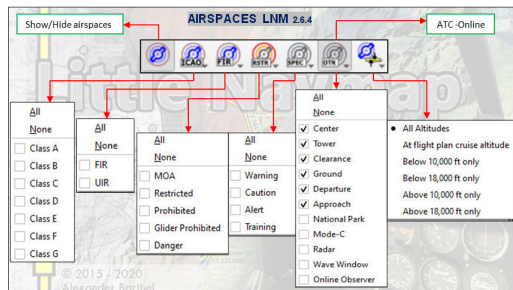 Show/Hide airspaces
AIRSPACES LNM 2.6.4
ATC -Online
ICAO
FIR
RSTR
SPEC
OTR
Little Navmap
All
None
Class A
Class B
Class C
Class D
Class E
Class F
Class G
All
None
FIR
UIR
All
None
MOA
Restricted
Prohibited
Glider Prohibited
Danger
All
None
Warning
Caution
Alert
Training
All
None
Center
Tower
Clearance
Ground
Departure
Approach
National Park
Mode-C
Radar
Wave Window
Online Observer
All Altitudes
At flight plan cruise altitude
Below 10,000 ft only
Below 18,000 ft only
Above 10,000 ft only
Above 18,000 ft only
© 2015 - 2020
Alexander Barthel